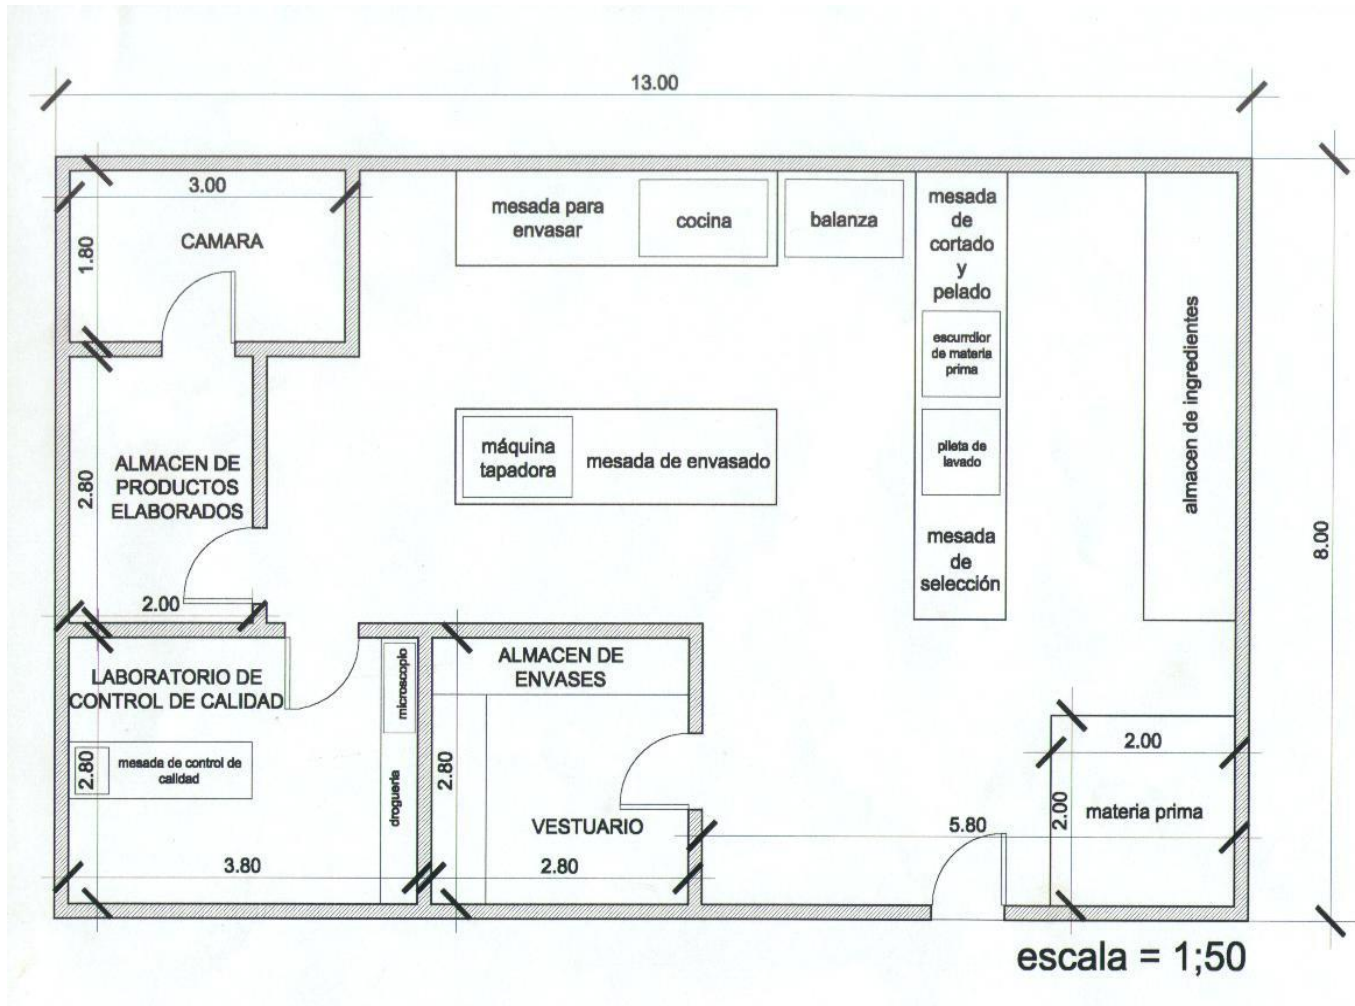 13.00
3.00
1.80
CAMARA
mesada para
envasar
cocina
balanza
mesada
de
cortado
y
pelado
escurrdior
de materia
prima
pileta de
lavado
mesada
de
selección
almacen de ingredientes
8.00
2.80
ALMACEN DE
PRODUCTOS
ELABORADOS
2.00
máquina
tapadora
mesada de envasado
LABORATORIO DE
CONTROL DE CALIDAD
2.80
mesada de control de
calidad
microscopio
drogueria
3.80
ALMACEN DE
ENVASES
2.80
VESTUARIO
2.80
5.80
2.00
2.00
materia prima
escala = 1;50